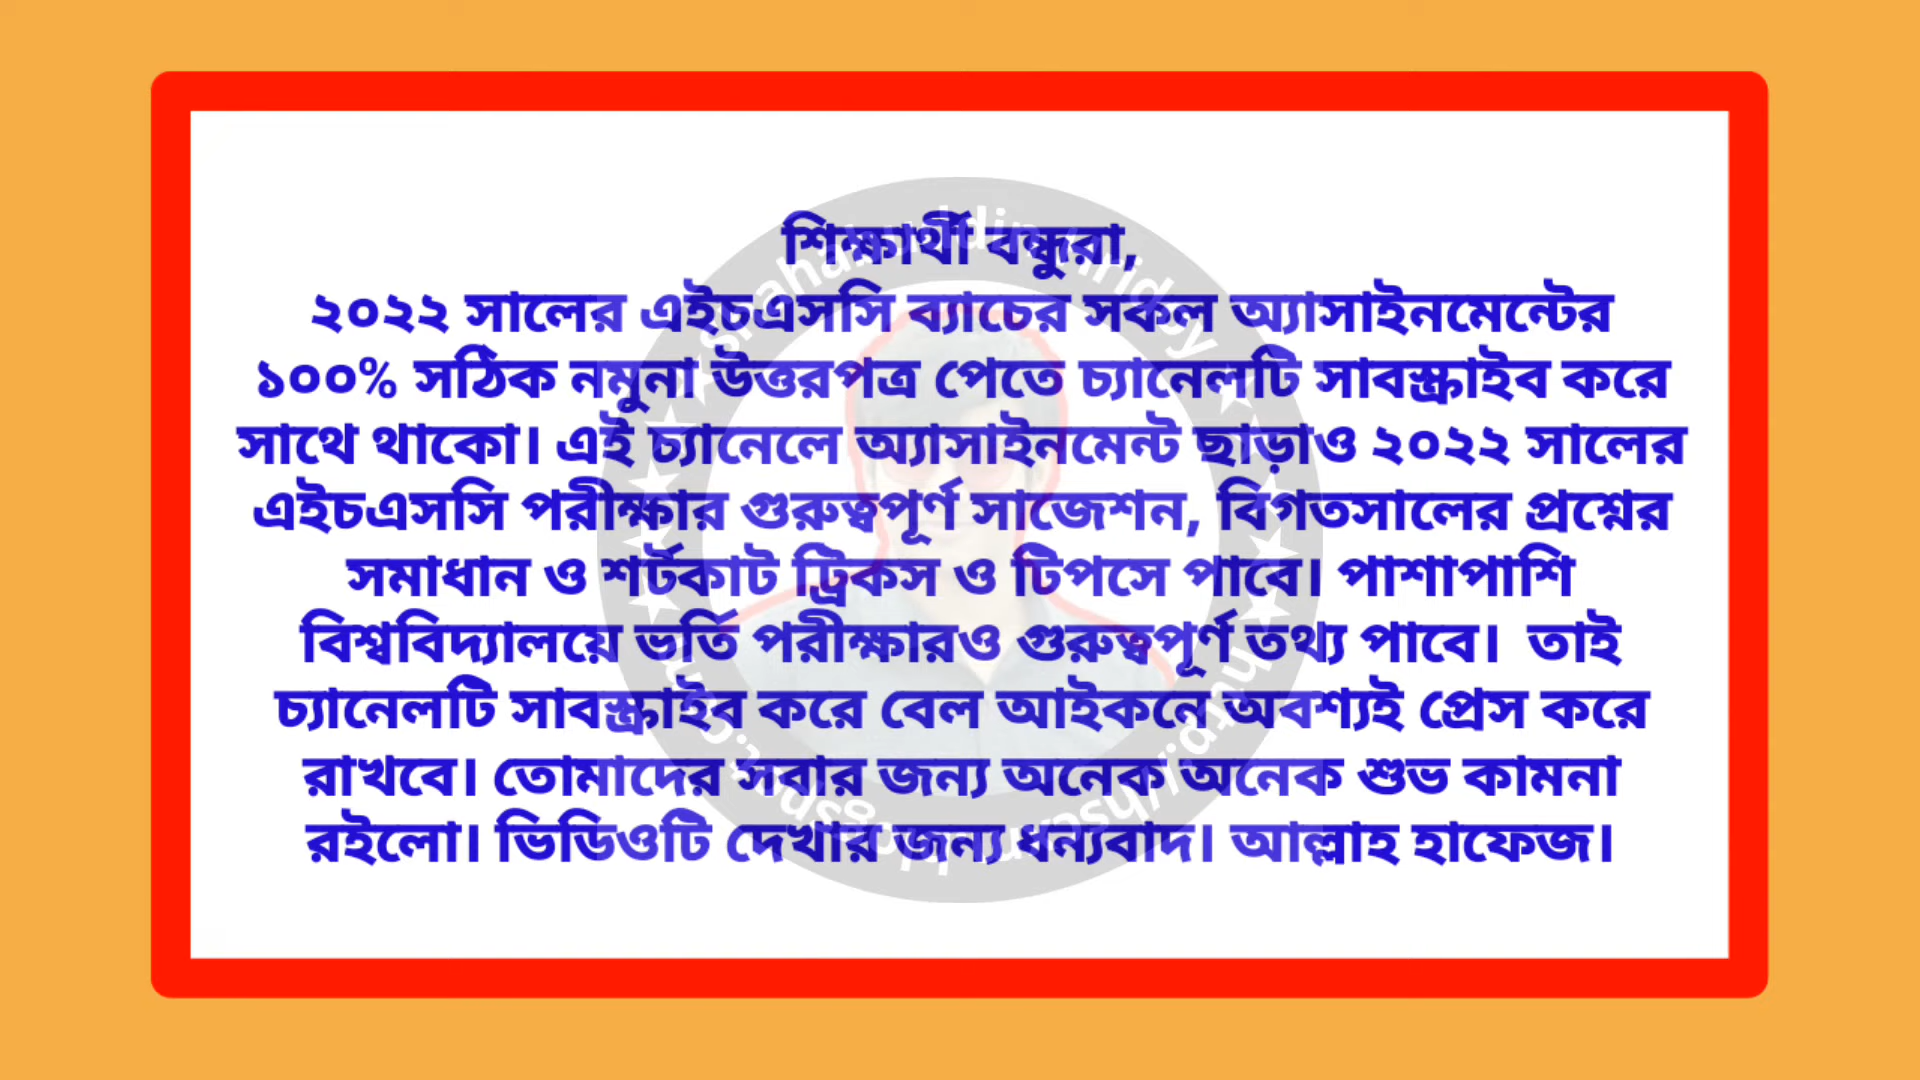 শিক্ষার্থী বন্ধুরা,
২০২২ সালের এইচএসসি ব্যাচের সকল অ্যাসাইনমেন্টের
১০০% সঠিক নমুনা উত্তরপত্র পেতে চ্যানেলটি সাবস্ক্রাইব করে
সাথে থাকো। এই চ্যানেলে অ্যাসাইনমেন্ট ছাড়াও ২০২২ সালের
এইচএসসি পরীক্ষার গুরুত্বপূর্ণ সাজেশন, বিগতসালের প্রশ্নের
সমাধান ও শর্টকাট ট্রিকস ও টিপসে পাবে। পাশাপাশি
বিশ্ববিদ্যালয়ে ভর্তি পরীক্ষারও গুরুত্বপূর্ণ তথ্য পাবে। তাই
চ্যানেলটি সাবস্ক্রাইব করে বেল আইকনে অবশ্যই প্রেস করে
রাখবে। তোমাদের সবার জন্য অনেক অনেক শুভ কামনা
রইলো। ভিডিওটি দেখার জন্য ধন্যবাদ। আল্লাহ হাফেজ।